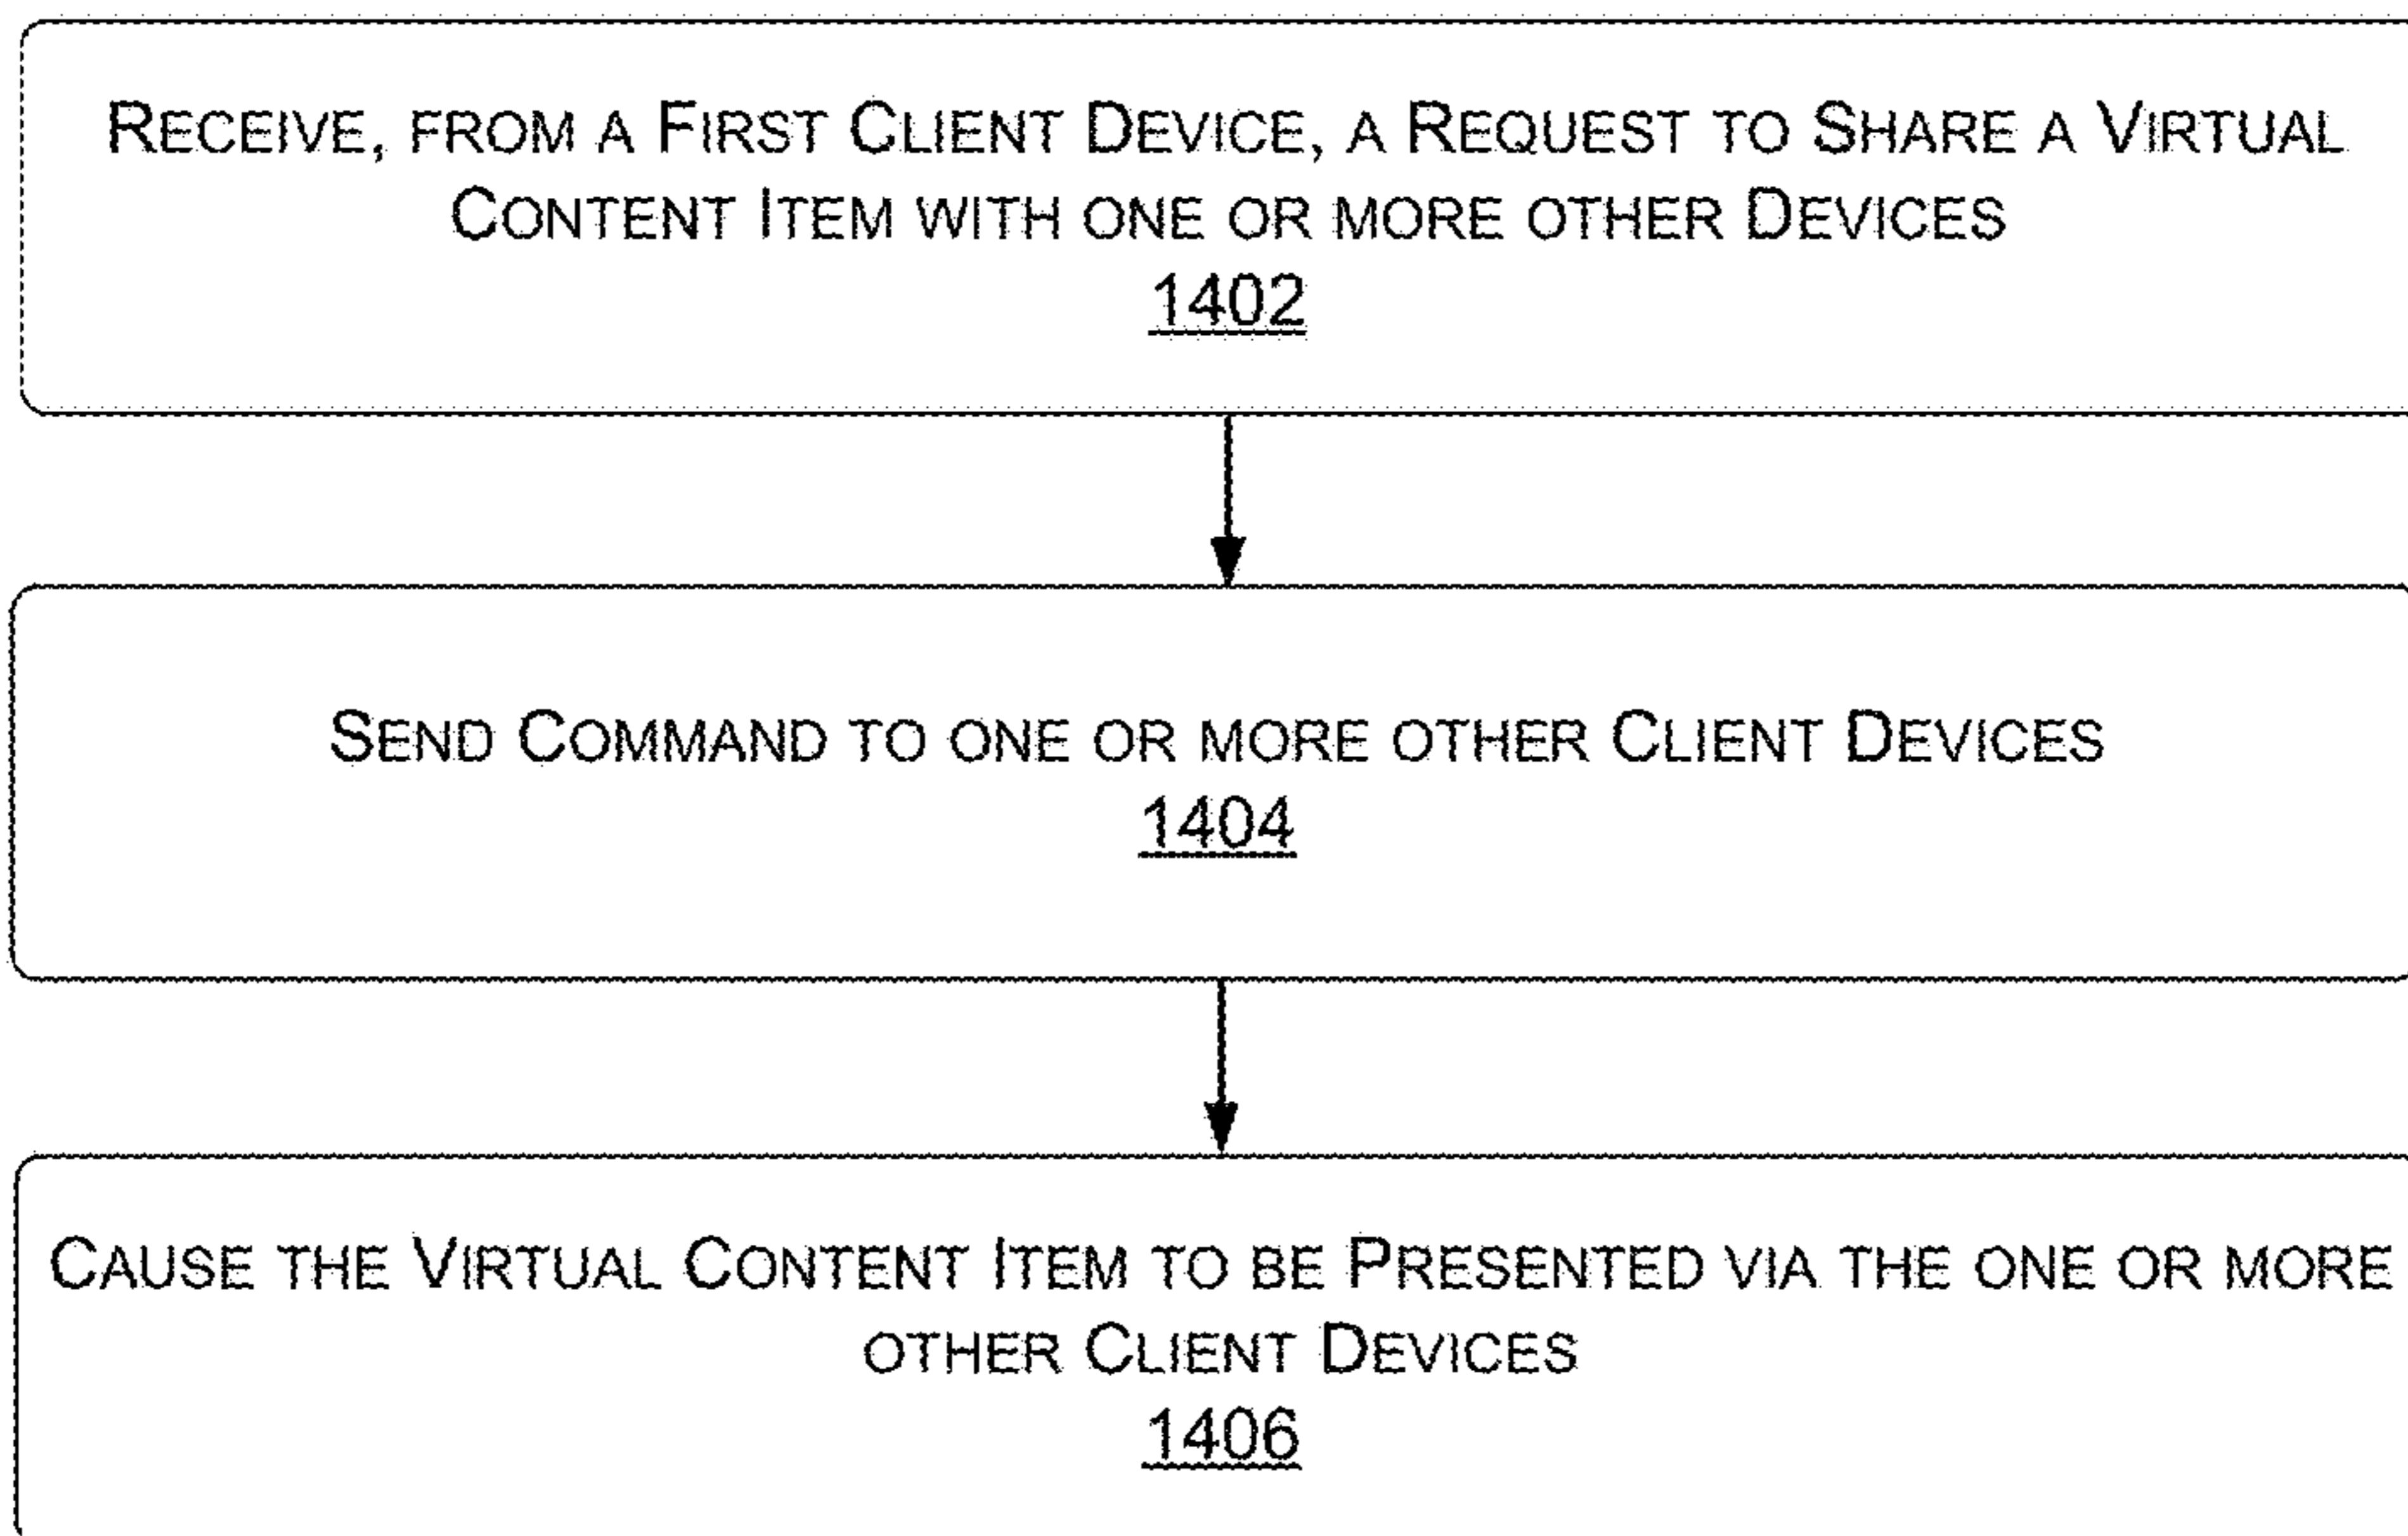 RECEIVE, FROM A FIRST CLIENT DEVICE, A REQUEST TO SHARE A VIRTUAL
CONTENT ITEM WITH ONE OR MORE OTHER DEVICES
1402
SEND COMMAND TO ONE OR MORE OTHER CLIENT DEVICES
1404
CAUSE THE VIRTUAL CONTENT ITEM TO BE PRESENTED VIA THE ONE OR MORE
OTHER CLIENT DEVICES
1406